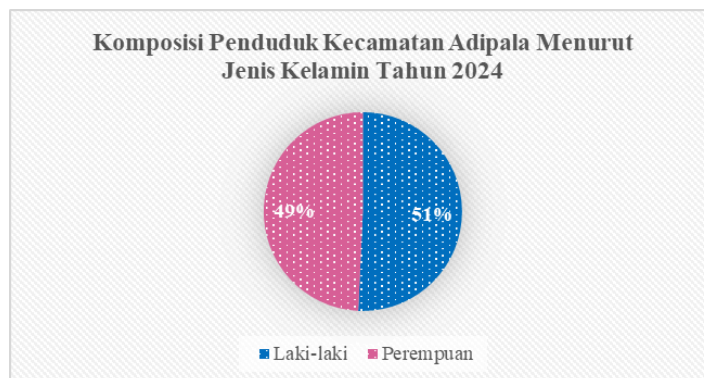 Komposisi Penduduk Kecamatan Adipala Menurut
Jenis Kelamin Tahun 2024
49%
51%
Laki-laki
Perempuan